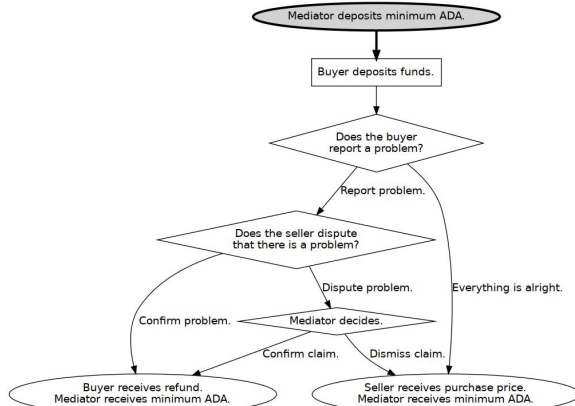 Mediator deposits minimum ADA.
Buyer deposits funds.
Does the buyer
report a problem?
Report problem.
Does the seller dispute
that there is a problem?
Dispute problem.
Everything is alright.
Confirm problem.
Mediator decides.
Confirm claim.
Dismiss claim.
Buyer receives refund.
Mediator receives minimum ADA.
Seller receives purchase price.
Mediator receives minimum ADA.